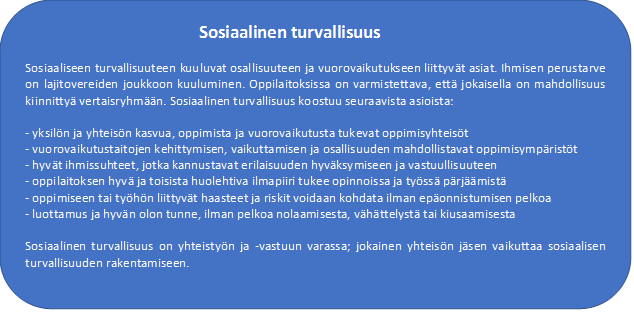 Sosiaalinen turvallisuus
Sosiaaliseen turvallisuuteen kuuluvat osallisuuteen ja vuorovaikutukseen liittyvät asiat. Ihmisen perustarve
on lajitovereiden joukkoon kuuluminen. Oppilaitoksissa on varmistettava, että jokaisella on mahdollisuus
kiinnittyä vertaisryhmään. Sosiaalinen turvallisuus koostuu seuraavista asioista:
- yksilön ja yhteisön kasvua, oppimista ja vuorovaikutusta tukevat oppimisyhteisöt
- vuorovaikutustaitojen kehittymisen, vaikuttamisen ja osallisuuden mahdollistavat oppimisympäristöt
- hyvät ihmissuhteet, jotka kannustavat erilaisuuden hyväksymiseen ja vastuullisuuteen
- oppilaitoksen hyvä ja toisista huolehtiva ilmapiiri tukee opinnoissa ja työssä pärjäämistä
- oppimiseen tai työhön liittyvät haasteet ja riskit voidaan kohdata ilman epäonnistumisen pelkoa
- luottamus ja hyvän olon tunne, ilman pelkoa nolaamisesta, vähättelystä tai kiusaamisesta
Sosiaalinen turvallisuus on yhteistyön ja -vastuun varassa; jokainen yhteisön jäsen vaikuttaa sosiaalisen
turvallisuuden rakentamiseen.